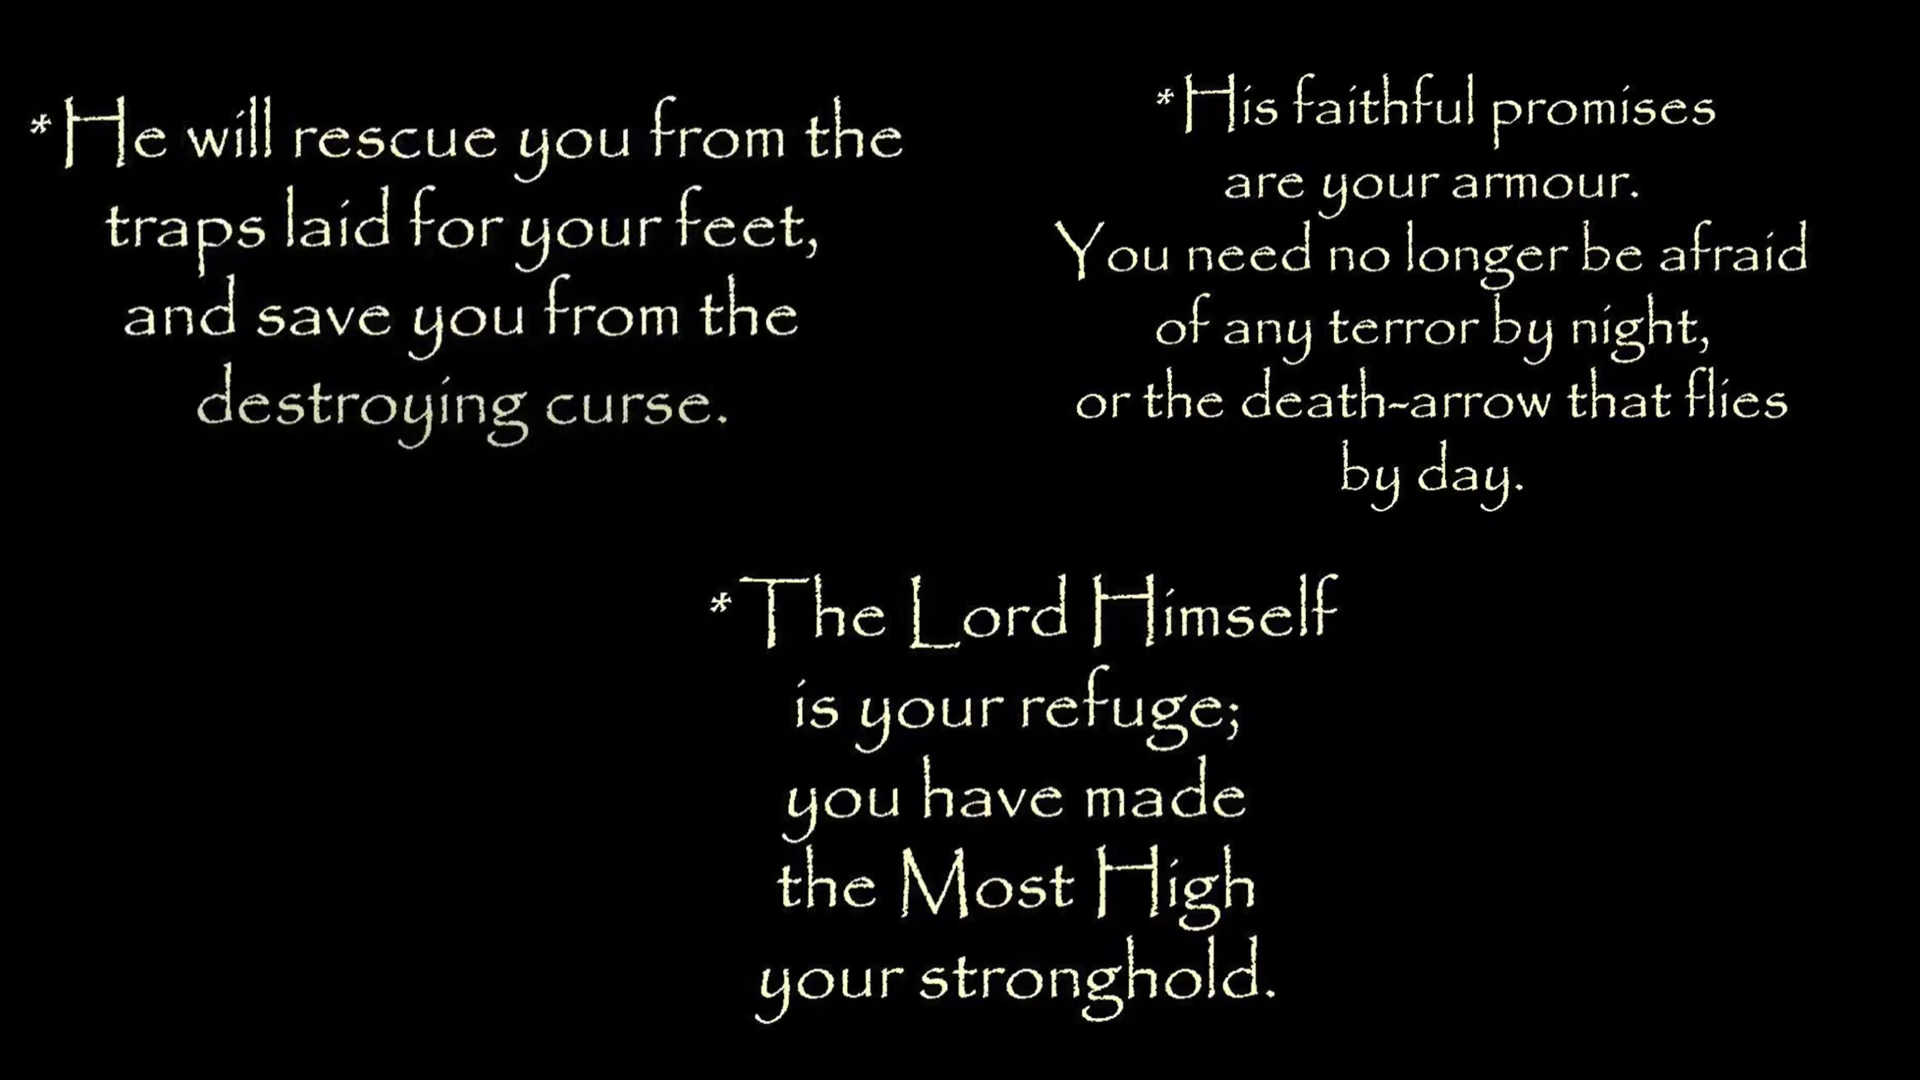 *He will rescue you from the
traps laid for your feet,
and save you from the
destroying curse.
*His faithful promises
are your armour.
You need no longer be afraid
of any terror by night,
or the death-arrow that flies
by day.
*The Lord Himself
is your refuge;
you have made
the Most High
your stronghold.